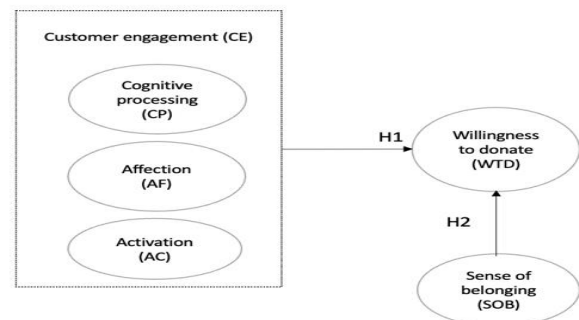 Customer engagement (CE)
Cognitive
processing
(CP)
Affection
(AF)
Activation
(AC)
H1
Willingness
to donate
(WTD)
H2
Sense of
belonging
(SOB)